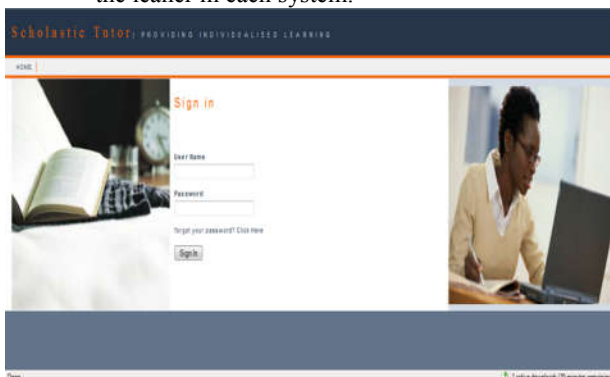 the leaner in each system.
Scholastic Tutor: PROVIDING INDIVIDUALISED LEARNING
HOME
Sign in
User Name
Password
forgot your password? Click Here
Sign In
Done